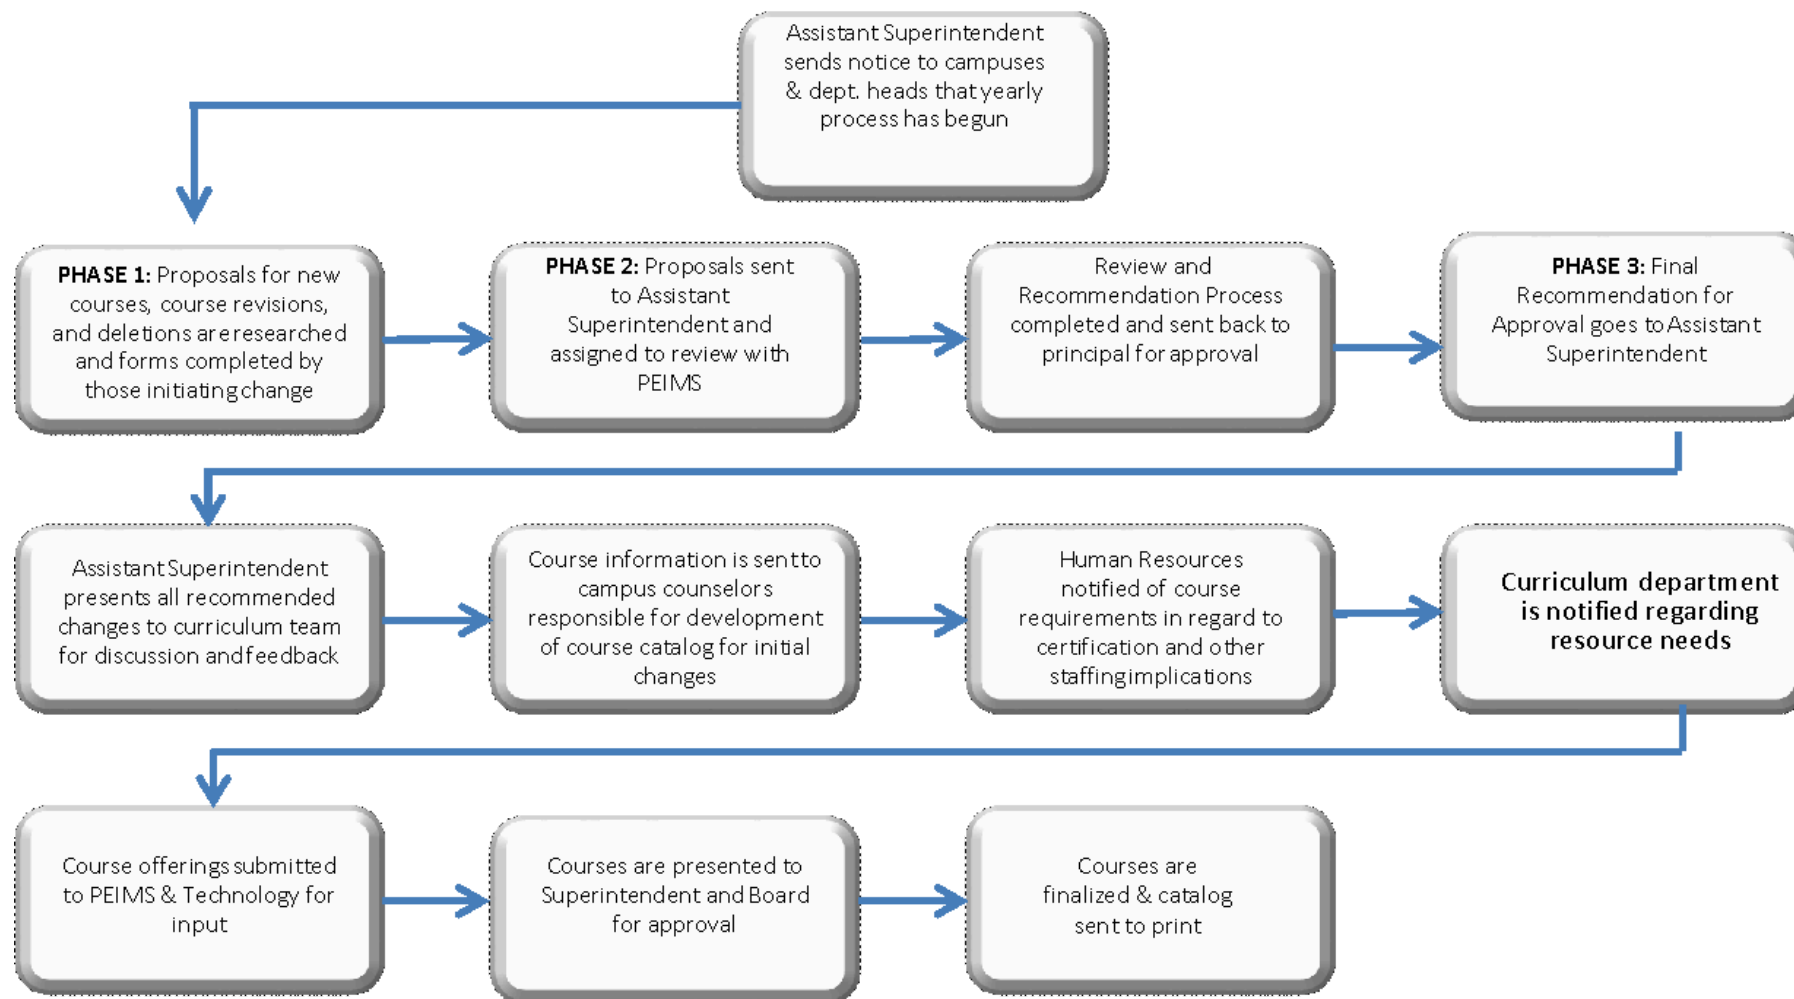 Assistant Superintendent
sends notice to campuses
& dept. heads that yearly
process has begun
PHASE 1: Proposals for new
courses, course revisions,
and deletions are researched
and forms completed by
those initiating change
PHASE 2: Proposals sent
to Assistant
Superintendent and
assigned to review with
PEIMS
Review and
Recommendation Process
completed and sent back to
principal for approval
PHASE 3: Final
Recommendation for
Approval goes to Assistant
Superintendent
Assistant Superintendent
presents all recommended
changes to curriculum team
for discussion and feedback
Course information is sent to
campus counselors
responsible for development
of course catalog for initial
changes
Human Resources
notified of course
requirements in regard to
certification and other
staffing implications
Curriculum department
is notified regarding
resource needs
Course offerings submitted
to PEIMS & Technology for
input
Courses are presented to
Superintendent and Board
for approval
Courses are
finalized & catalog
sent to print